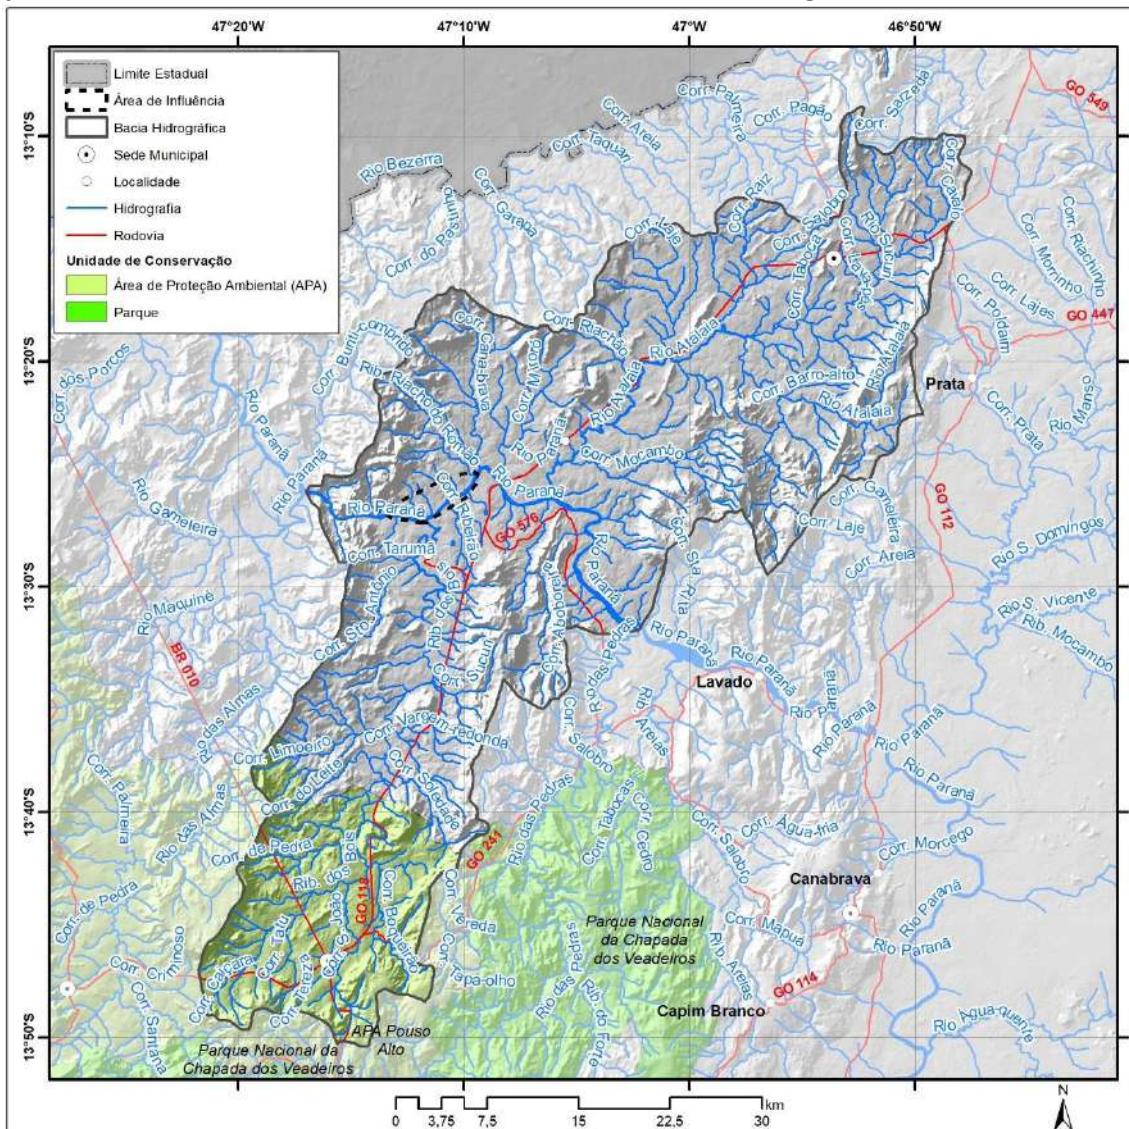 47°20'W
47°10'W
47°0'W
46°50'W
Limite Estadual
Área de Influência
Bacia Hidrográfica
Sede Municipal
Localidade
Hidrografia
Rodovia
Unidade de Conservação
Área de Proteção Ambiental (APA)
Parque
13°10'S
13°20'S
13°30'S
13°40'S
13°50'S
Corr. Palmeira
Corr. Pagão
Corr. Sarzeda
GO 549
Corr. Areia
Corr. Taquari
Rio Bezerra
Corr. Garapa
Corr. Raiz
Corr. Laje
Corr. Salobro
Corr. Taboca
Rio Sucuri
Corr. Cavalo
Corr. Riachinho
Corr. Morrinho
Corr. Lajes
GO 447
Corr. Riachão
Rio Atalaia
Rio Atalaia
Rio Atalaia
Corr. Barro-alto
Rio Atalaia
Prata
Corr. Prata
Rio Manso
Corr. dos Porcos
Corr. Buriti-comprido
Rib. Riacho do Romão
Corr. Canabrava
Rio Paranã
Rio Paranã
Rio Paranã
Corr. Mocambo
Rio Paranã
Rio Paranã
Corr. Ribeirão
GO 576
Rio Gameleira
Corr. Gameleira
Corr. Laje
Corr. Areia
GO 112
Rio S. Domingos
Corr. Tarumã
Corr. Sta. Rita
Rio Paranã
Rio Maquiné
Corr. Sto. Antônio
Rib. dos Bois
Corr. Sucuri
Corr. Abobreira
Rio das Pedras
Rio S. Vicente
Rib. Mocambo
BR 010
Rio Paranã
Rio Paranã
Lavado
Rio Paranã
Rio Paranã
Rio Paranã
Rio das Almas
Corr. Vargem-redonda
Corr. Salobro
Rib. Areias
Corr. Limoeiro
Corr. do Leite
Corr. Soledade
Rio Paranã
Corr. Palmeira
Rio das Almas
Corr. de Pedra
Rio das Pedras
Corr. Tabocas
Corr. Cedro
Corr. Salobro
Corr. Água-fria
Corr. Morcego
GO 241
Canabrava
Rib. dos Bois
GO 118
Corr. Vereda
Corr. de Pedra
Corr. Tatu
Corr. S. João
Corr. Boqueirão
Parque Nacional
da Chapada
dos Veadeiros
Corr. Mapuá
Rio Paranã
Rio Paranã
Corr. Criminoso
Corr. Calçara
Corr. Tereza
Corr. Tapa-olho
Rio das Pedras
Rib. do Forte
Rib. Areias
GO 114
Capim Branco
Corr. Santana
APA Pouso
Alto
Parque Nacional da
Chapada dos Veadeiros
Rio Água-quente
N
0 3,75 7,5 15 22,5 30 km